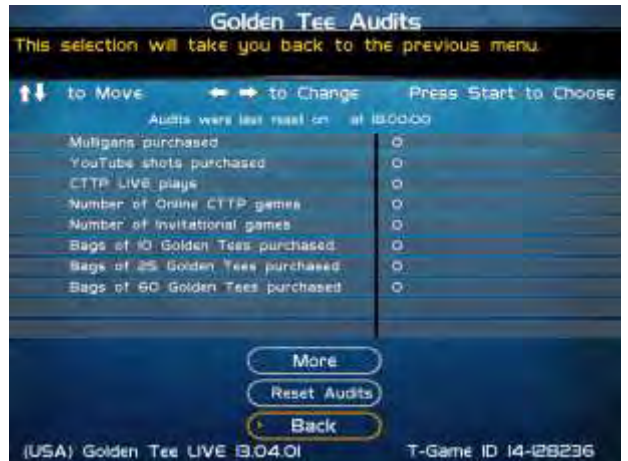 Golden Tee Audits
This selection will take you back to the previous menu.
to Move to Change Press Start to Choose
Audits were last reset on at 18:00:00
Mulligans purchased 0
YouTube shots purchased 0
CTTP LIVE plays 0
Number of Online CTTP games 0
Number of Invitational games 0
Bags of 10 Golden Tees purchased 0
Bags of 25 Golden Tees purchased 0
Bags of 60 Golden Tees purchased 0
More
Reset Audits
Back
(USA) Golden Tee LIVE 13.04.01 T-Game ID 14-128236